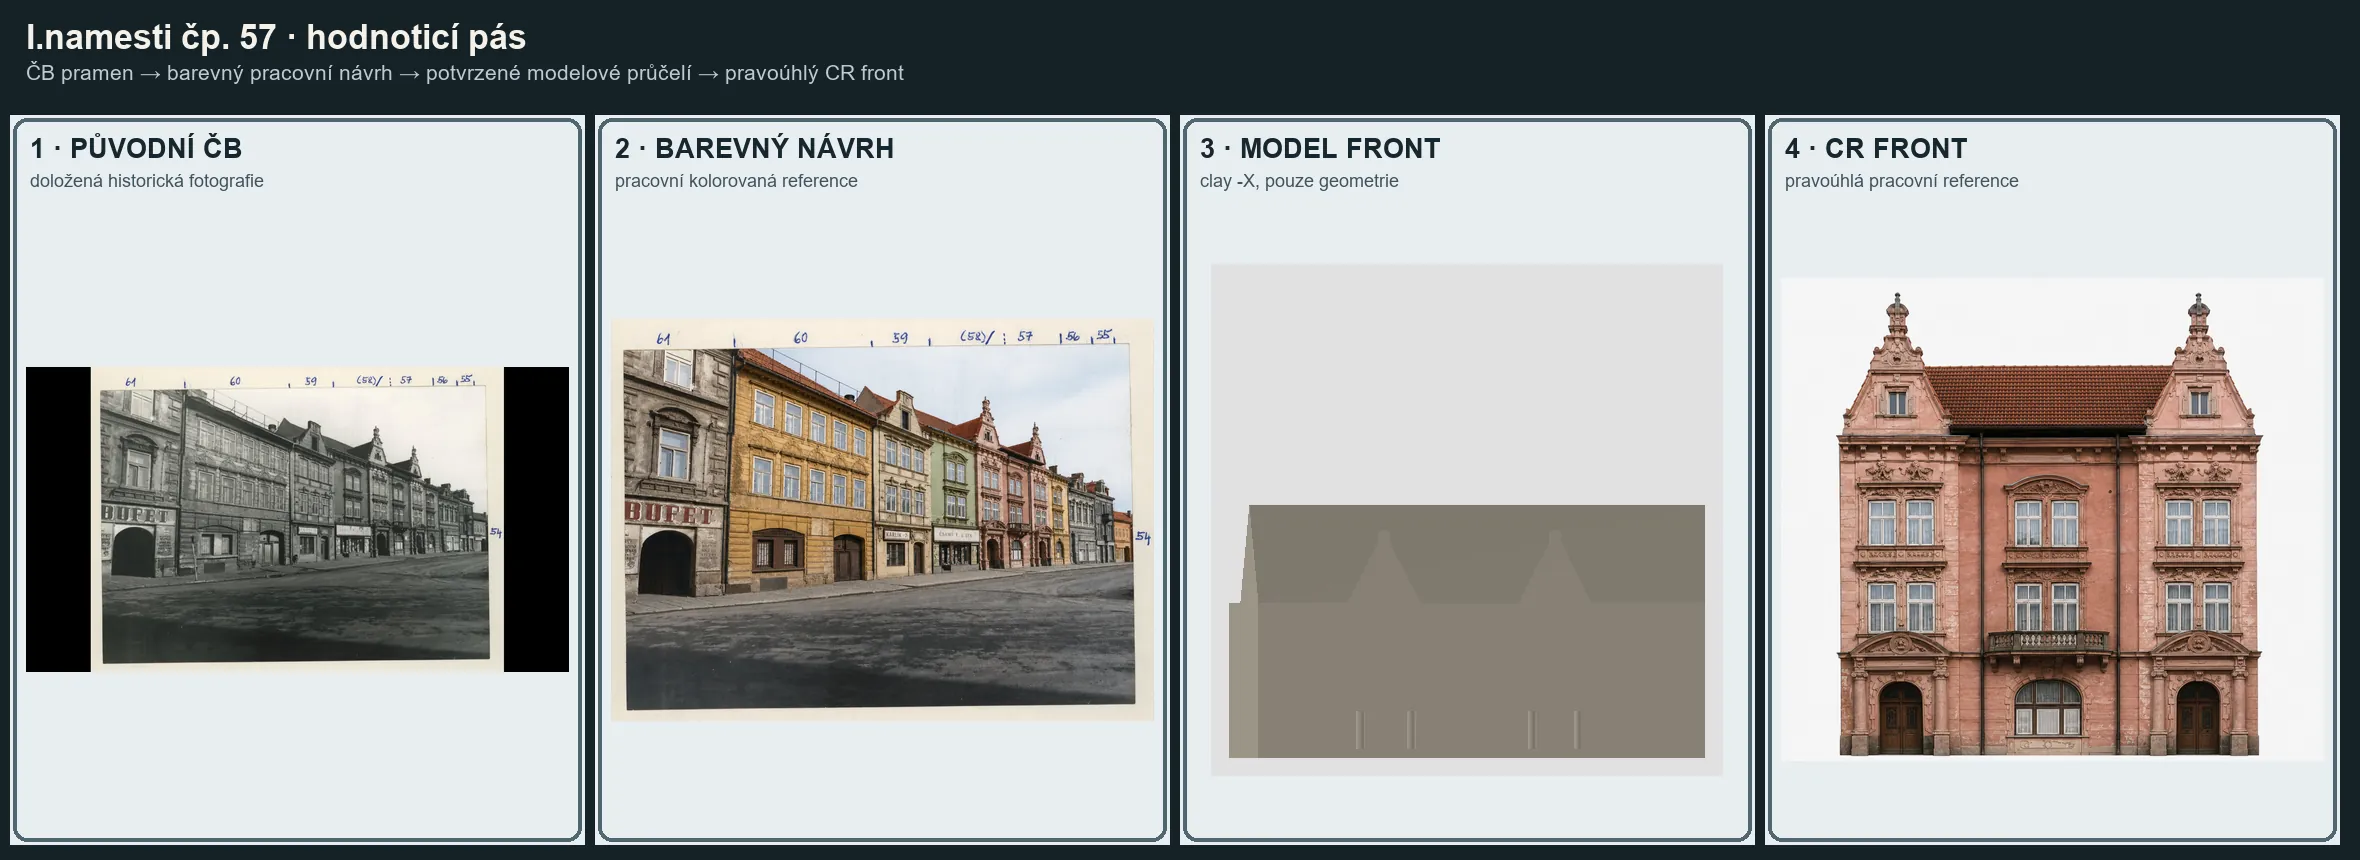 I.namesti čp. 57 · hodnoticí pás
ČB pramen → barevný pracovní návrh → potvrzené modelové průčelí → pravoúhlý CR front
1 · PŮVODNÍ ČB
doložená historická fotografie
61 60 59 (58)/ 57 56 55
BUFET
54
2 · BAREVNÝ NÁVRH
pracovní kolorovaná reference
61 60 59 (58)/ 57 56 55
BUFET
54
3 · MODEL FRONT
clay -X, pouze geometrie
4 · CR FRONT
pravoúhlá pracovní reference